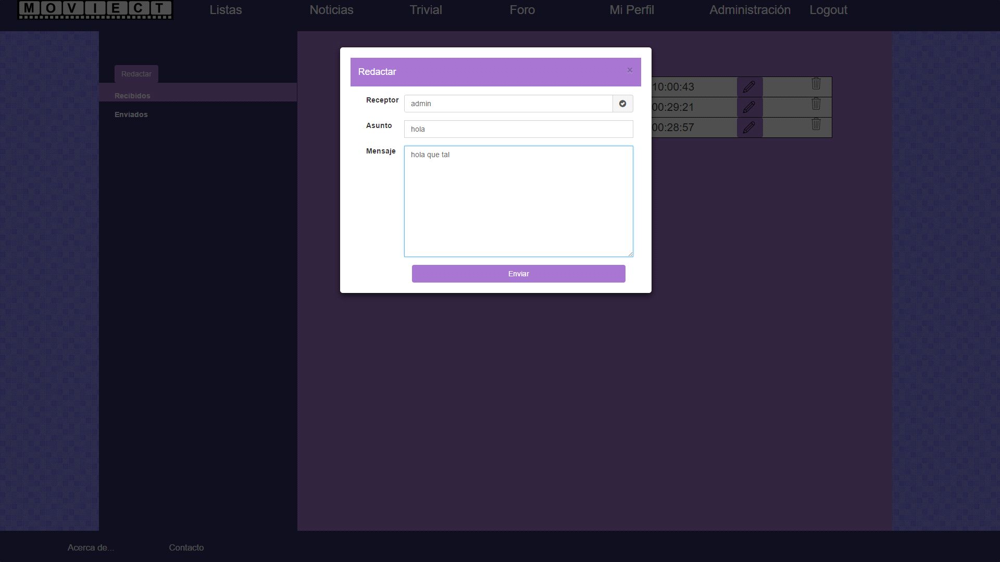 MOVIECT
Listas
Noticias
Trivial
Foro
Mi Perfil
Administración
Logout
Redactar
Recibidos
Enviados
Redactar
×
Receptor
admin
Asunto
hola
Mensaje
hola que tal
Enviar
10:00:43
00:29:21
00:28:57
Acerca de...
Contacto